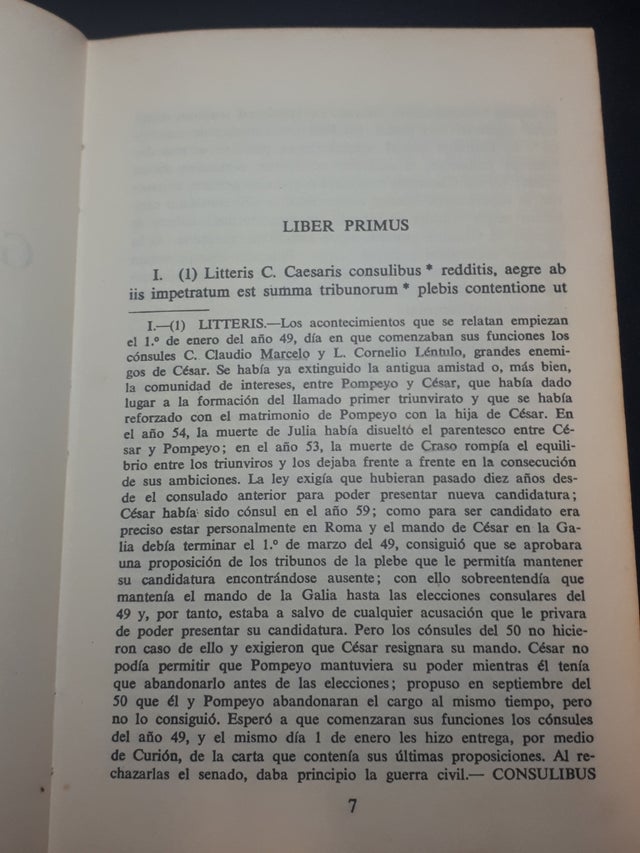 LIBER PRIMUS
I. (1) Litteris C. Caesaris consulibus * redditis, aegre ab
iis impetratum est summa tribunorum * plebis contentione ut
I.—(1) LITTERIS.—Los acontecimientos que se relatan empiezan
el 1.º de enero del año 49, día en que comenzaban sus funciones los
cónsules C. Claudio Marcelo y L. Cornelio Léntulo, grandes enemi-
gos de César. Se había ya extinguido la antigua amistad o, más bien,
la comunidad de intereses, entre Pompeyo y César, que había dado
lugar a la formación del llamado primer triunvirato y que se había
reforzado con el matrimonio de Pompeyo con la hija de César. En
el año 54, la muerte de Julia había disuelto el parentesco entre Cé-
sar y Pompeyo; en el año 53, la muerte de Craso rompía el equili-
brio entre los triunviros y los dejaba frente a frente en la consecución
de sus ambiciones. La ley exigía que hubieran pasado diez años des-
de el consulado anterior para poder presentar nueva candidatura;
César había sido cónsul en el año 59; como para ser candidato era
preciso estar personalmente en Roma y el mando de César en la Ga-
lia debía terminar el 1.º de marzo del 49, consiguió que se aprobara
una proposición de los tribunos de la plebe que le permitía mantener
su candidatura encontrándose ausente; con ello sobreentendía que
mantenía el mando de la Galia hasta las elecciones consulares del
49 y, por tanto, estaba a salvo de cualquier acusación que le privara
de poder presentar su candidatura. Pero los cónsules del 50 no hicie-
ron caso de ello y exigieron que César resignara su mando. César no
podía permitir que Pompeyo mantuviera su poder mientras él tenía
que abandonarlo antes de las elecciones; propuso en septiembre del
50 que él y Pompeyo abandonaran el cargo al mismo tiempo, pero
no lo consiguió. Esperó a que comenzaran sus funciones los cónsules
del año 49, y el mismo día 1 de enero les hizo entrega, por medio
de Curión, de la carta que contenía sus últimas proposiciones. Al re-
chazarlas el senado, daba principio la guerra civil.— CONSULIBUS
7